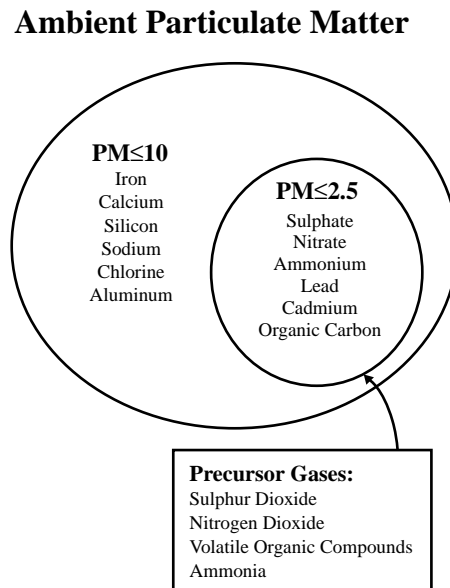 Ambient Particulate Matter
PM≤10
Iron
Calcium
Silicon
Sodium
Chlorine
Aluminum
PM≤2.5
Sulphate
Nitrate
Ammonium
Lead
Cadmium
Organic Carbon
Precursor Gases:
Sulphur Dioxide
Nitrogen Dioxide
Volatile Organic Compounds
Ammonia